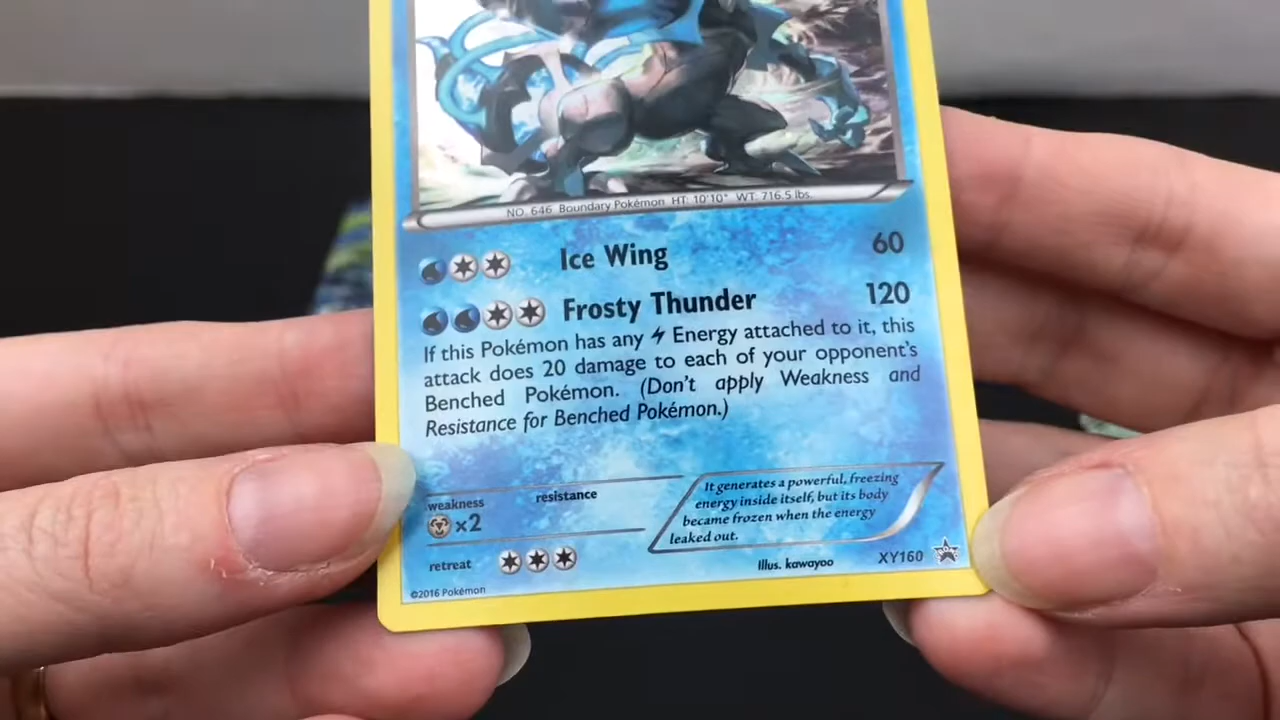 NO. 646 Boundary Pokémon HT: 10'10" WT: 716.5 lbs.
Ice Wing 60
Frosty Thunder 120
If this Pokémon has any Energy attached to it, this
attack does 20 damage to each of your opponent's
Benched Pokémon. (Don't apply Weakness and
Resistance for Benched Pokémon.)
weakness resistance
×2
It generates a powerful, freezing
energy inside itself, but its body
became frozen when the energy
leaked out.
retreat
Illus. kawayoo XY160
©2016 Pokémon